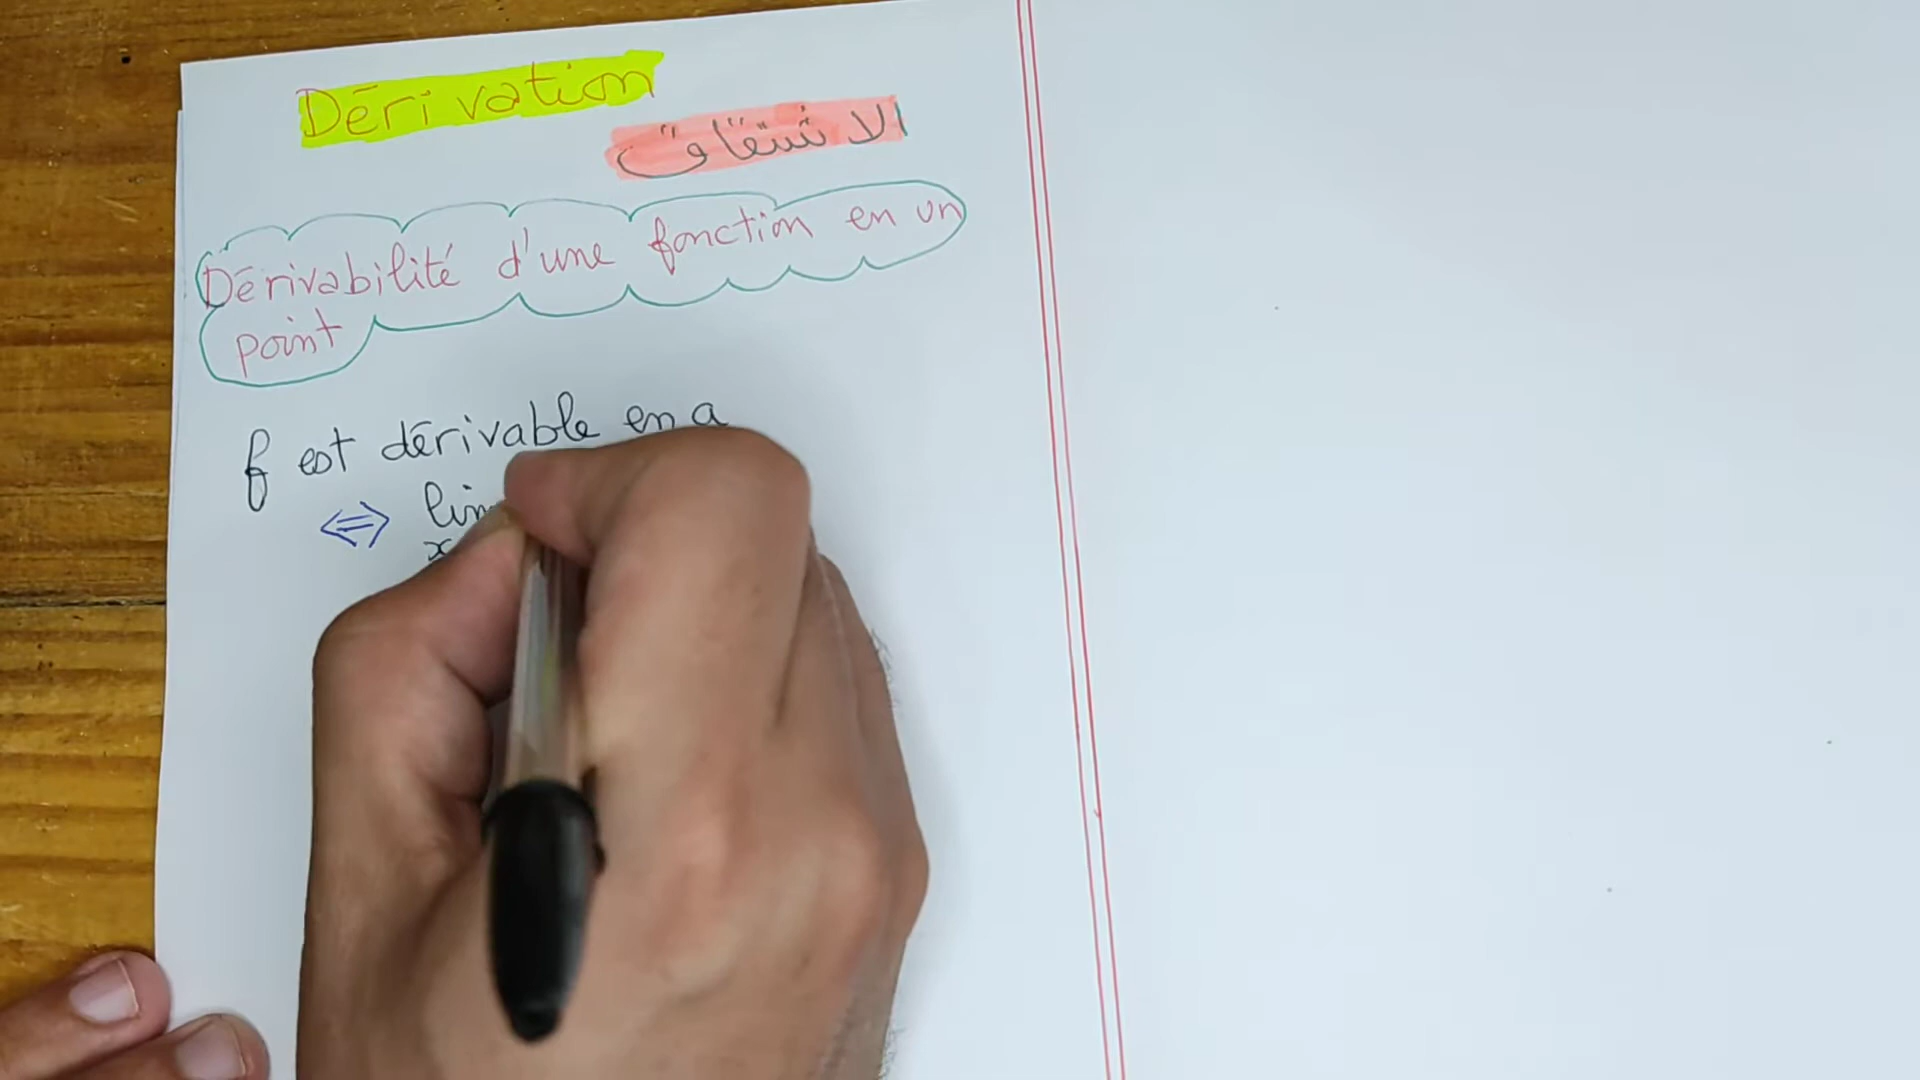 Dérivation
الاشتقاق
Dérivabilité d'une fonction en un
point
f est dérivable en a
⇔ lim
x